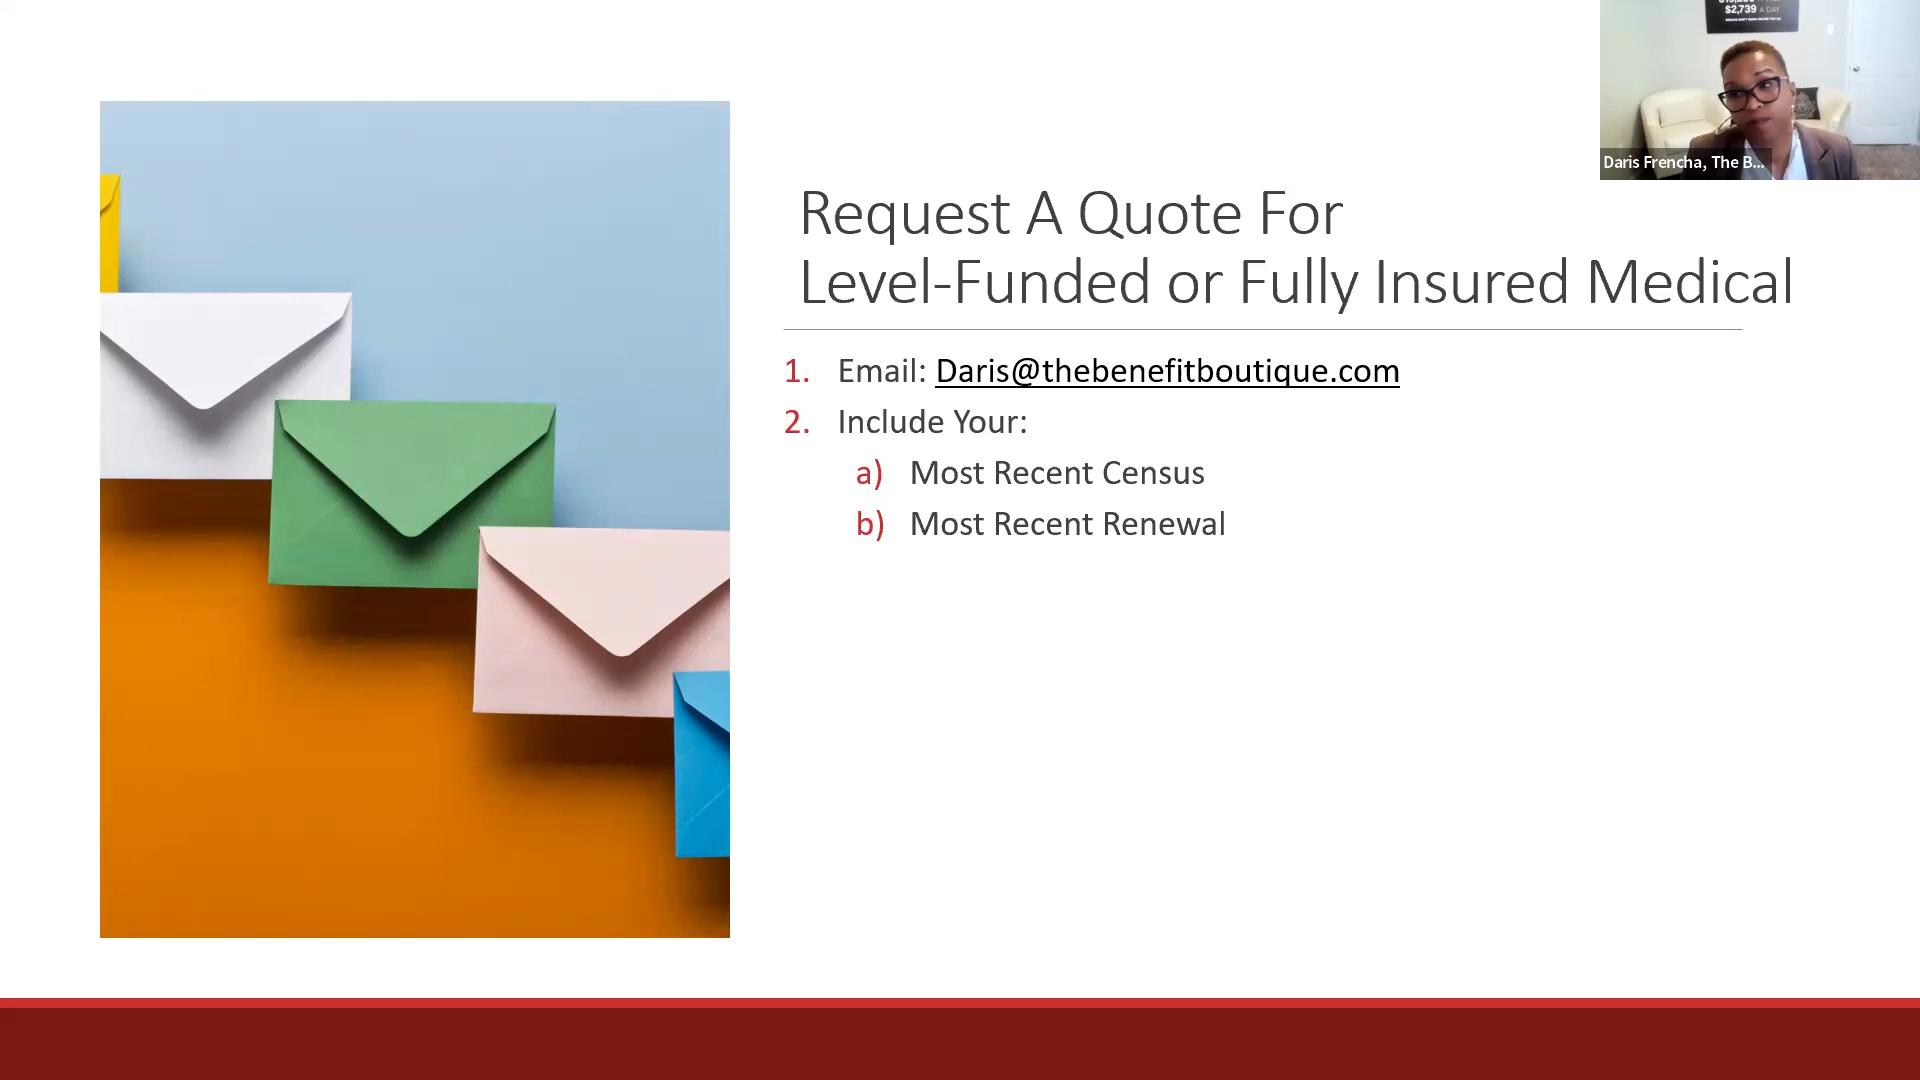 $2,739 A DAY
Daris Frencha, The B...
Request A Quote For
Level-Funded or Fully Insured Medical
1. Email: Daris@thebenefitboutique.com
2. Include Your:
a) Most Recent Census
b) Most Recent Renewal